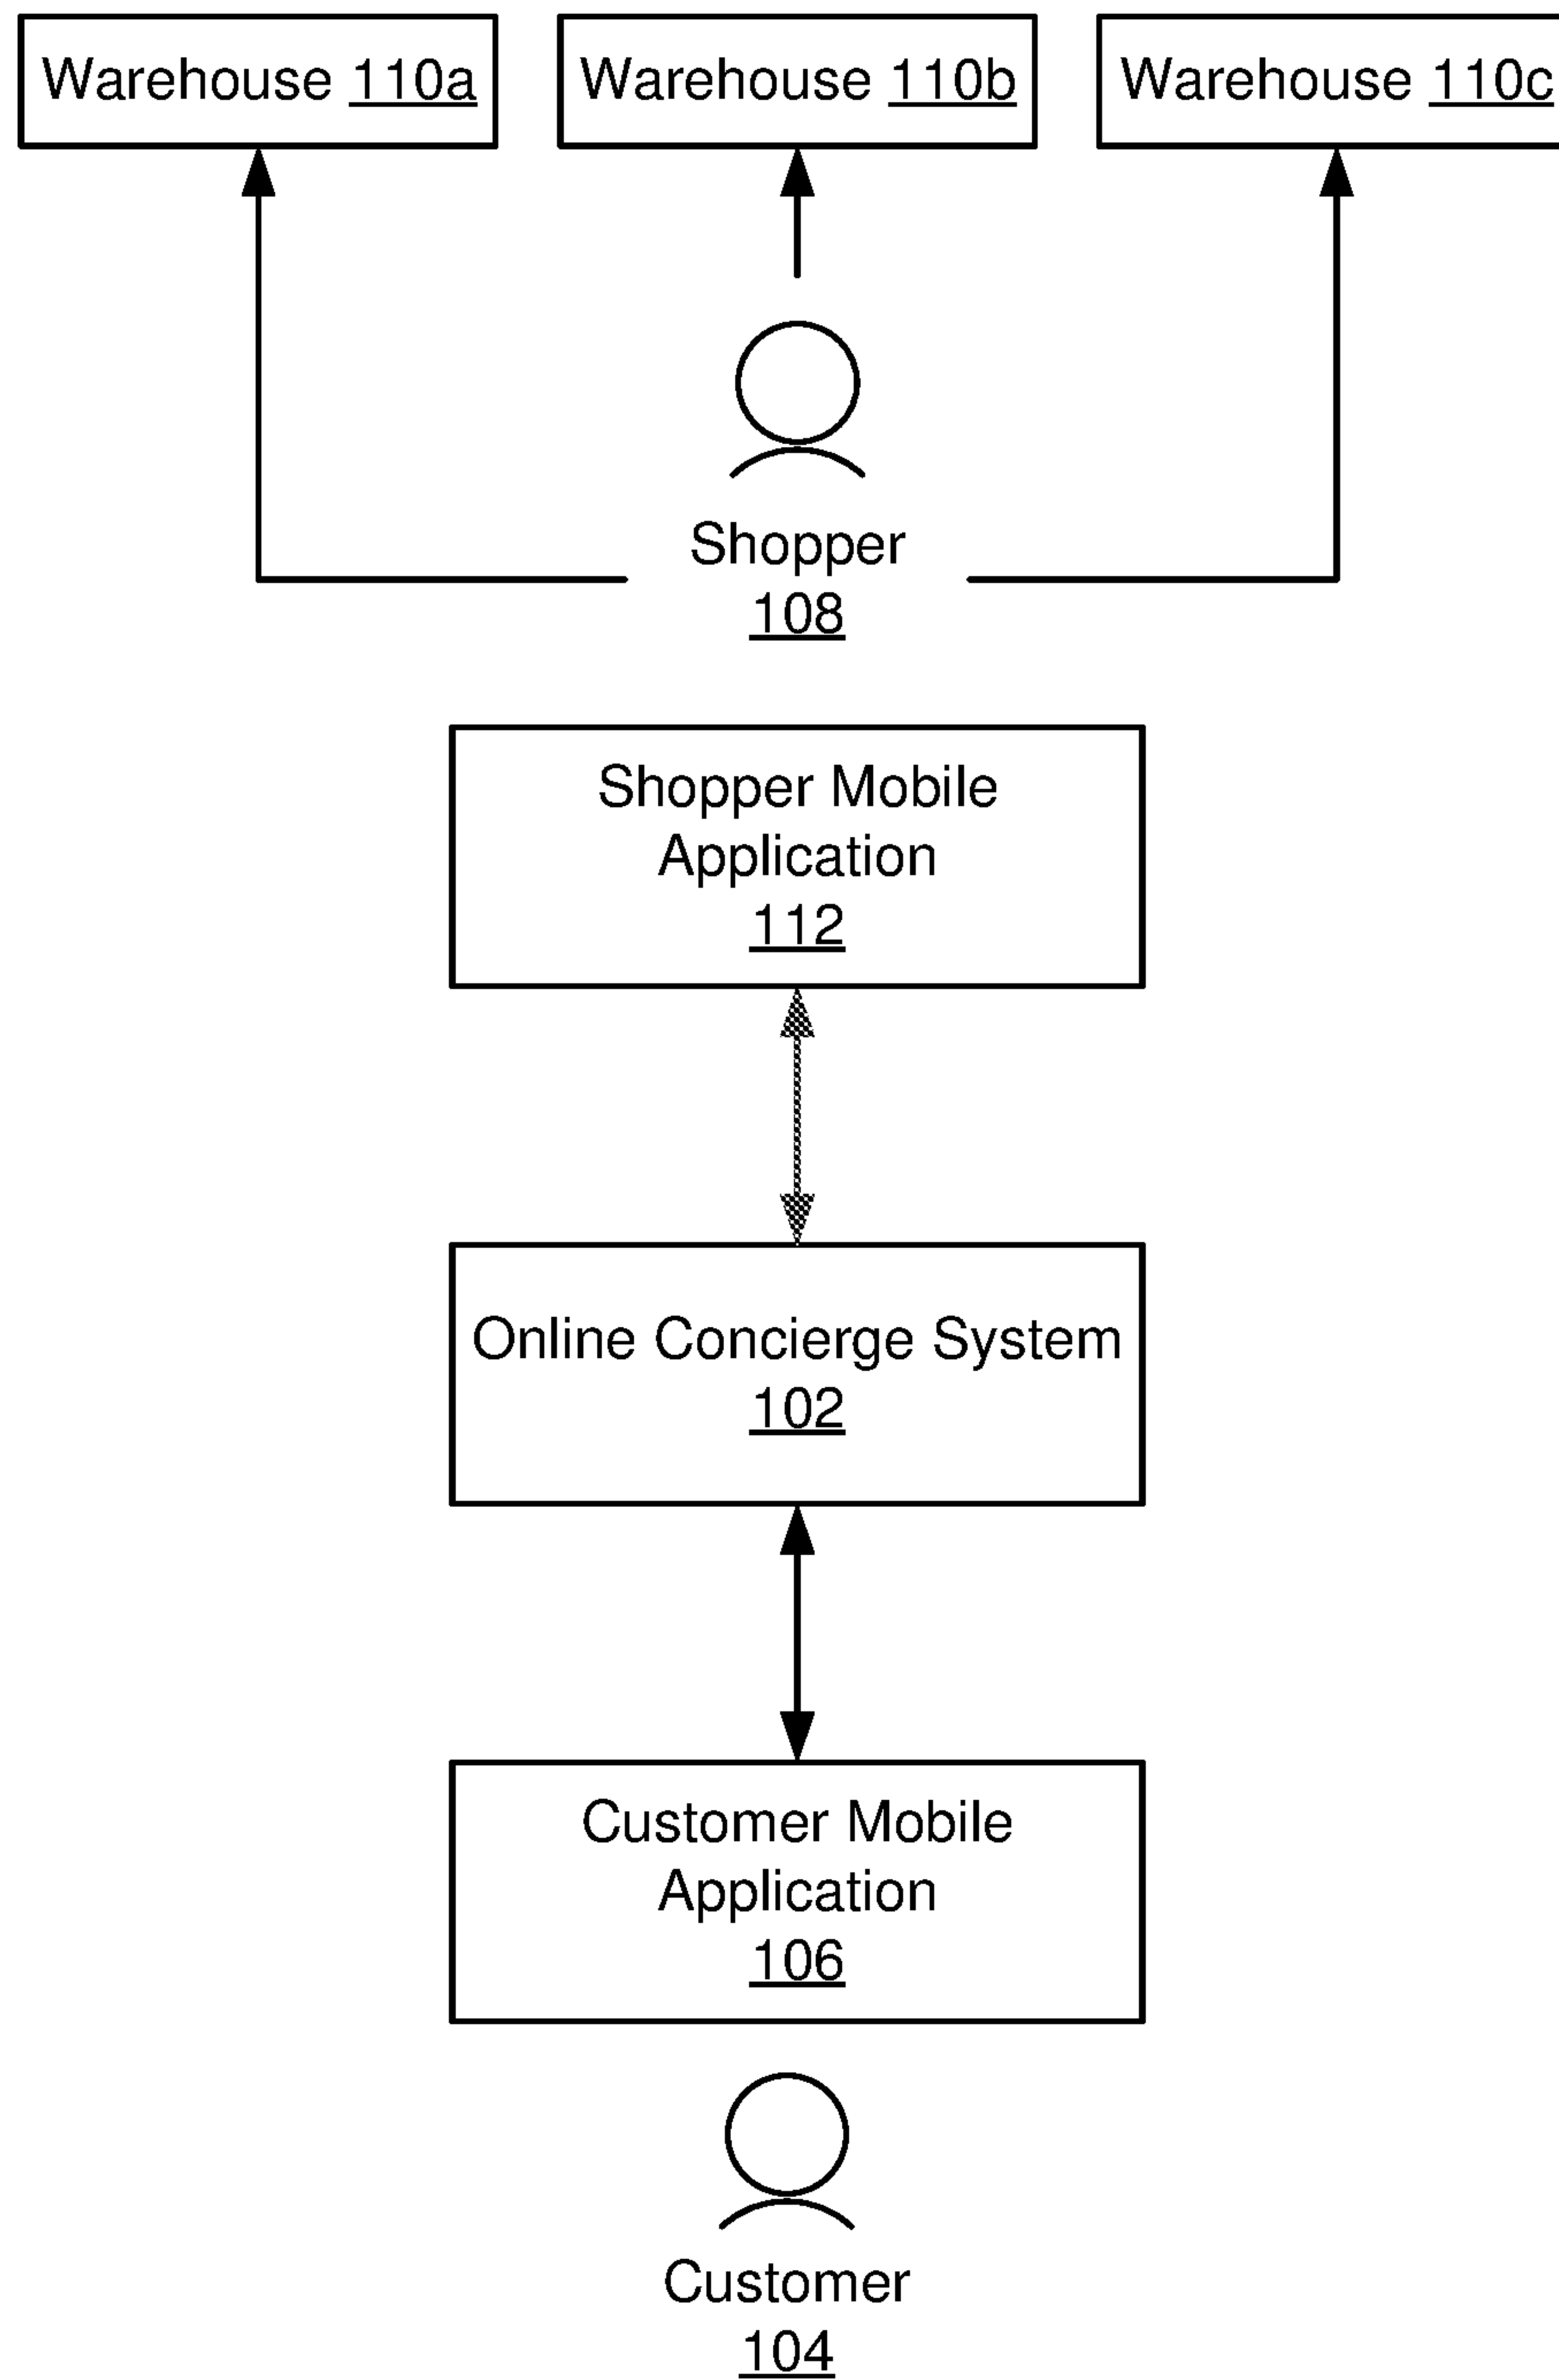 Warehouse 110a
Warehouse 110b
Warehouse 110c
Shopper
108
Shopper Mobile
Application
112
Online Concierge System
102
Customer Mobile
Application
106
Customer
104